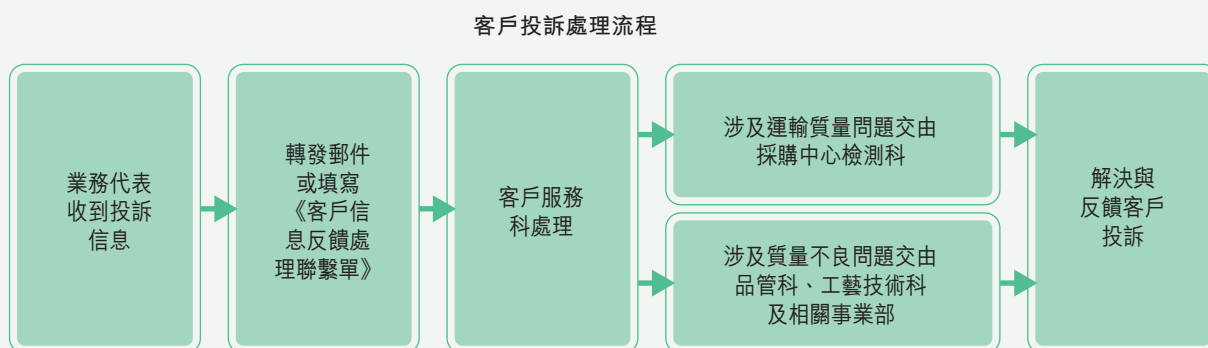 客戶投訴處理流程
業務代表
收到投訴
信息
轉發郵件
或填寫
《客戶信
息反饋處
理聯繫單》
客戶服務
科處理
涉及運輸質量問題交由
採購中心檢測科
涉及質量不良問題交由
品管科、工藝技術科
及相關事業部
解決與
反饋客戶
投訴